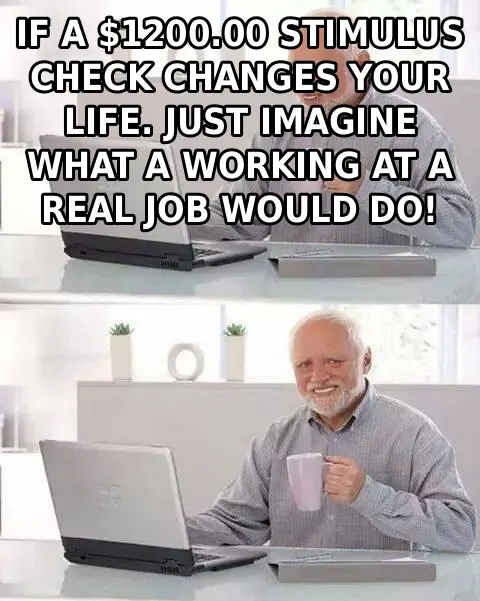 IF A $1200.00 STIMULUS
CHECK CHANGES YOUR
LIFE. JUST IMAGINE
WHAT A WORKING AT A
REAL JOB WOULD DO!